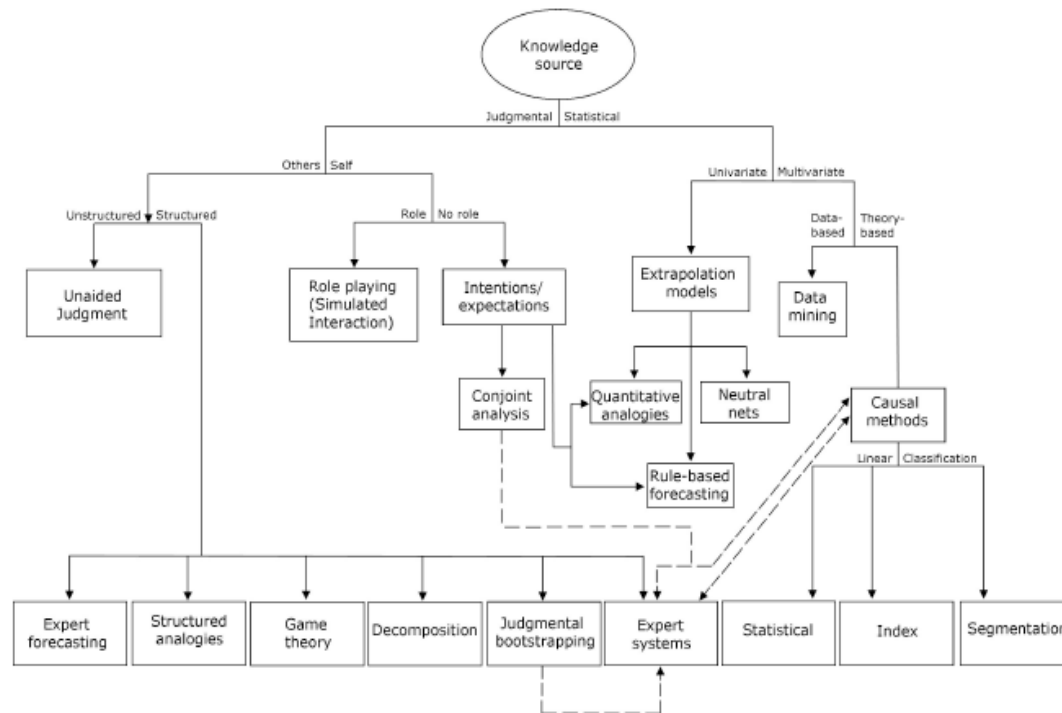 Knowledge
source
Judgmental Statistical
Others Self
Univariate Multivariate
Unstructured Structured
Role No role
Data-
based
Theory-
based
Unaided
Judgment
Role playing
(Simulated
Interaction)
Intentions/
expectations
Extrapolation
models
Data
mining
Conjoint
analysis
Quantitative
analogies
Neutral
nets
Causal
methods
Rule-based
forecasting
Linear Classification
Expert
forecasting
Structured
analogies
Game
theory
Decomposition
Judgmental
bootstrapping
Expert
systems
Statistical
Index
Segmentation